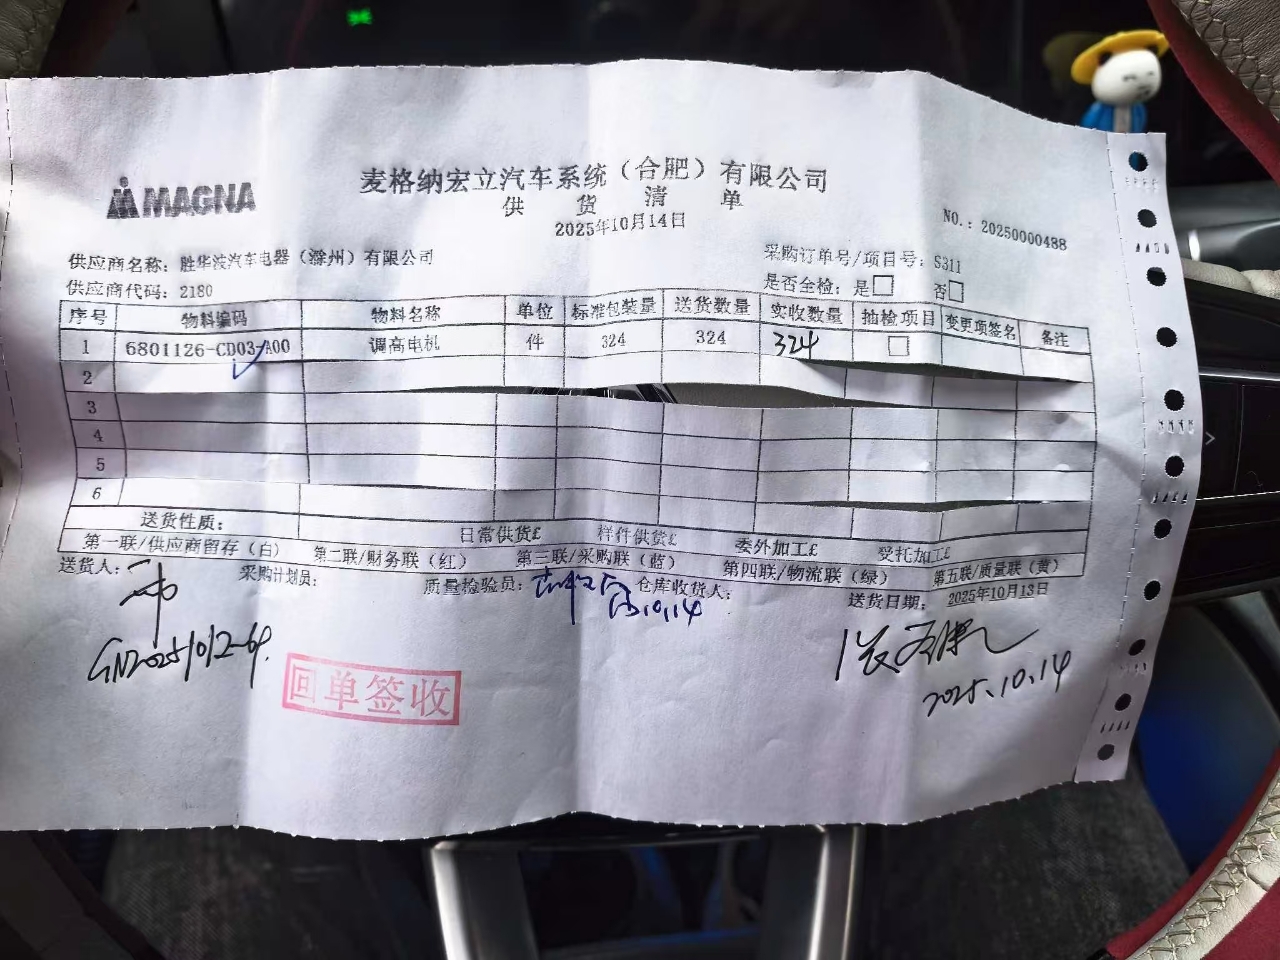 MAGNA
麦格纳宏立汽车系统（合肥）有限公司
供 货 清 单
2025年10月14日
NO.: 20250000488
供应商名称：胜华波汽车电器（滁州）有限公司
采购订单号/项目号：S311
供应商代码：2180
是否全检：是□ 否□
序号 物料编码 物料名称 单位 标准包装量 送货数量 实收数量 抽检项目 变更项签名 备注
1 6801126-CD03-A00 调高电机 件 324 324 324 □
2
3
4
5
6
送货性质： 日常供货£ 样件供货£ 委外加工£ 受托加工£
第一联/供应商留存（白） 第二联/财务联（红） 第三联/采购联（蓝） 第四联/物流联（绿） 第五联/质量联（黄）
送货人： 采购计划员： 质量检验员： 仓库收货人： 送货日期： 2025年10月13日
2025.10.14
回单签收